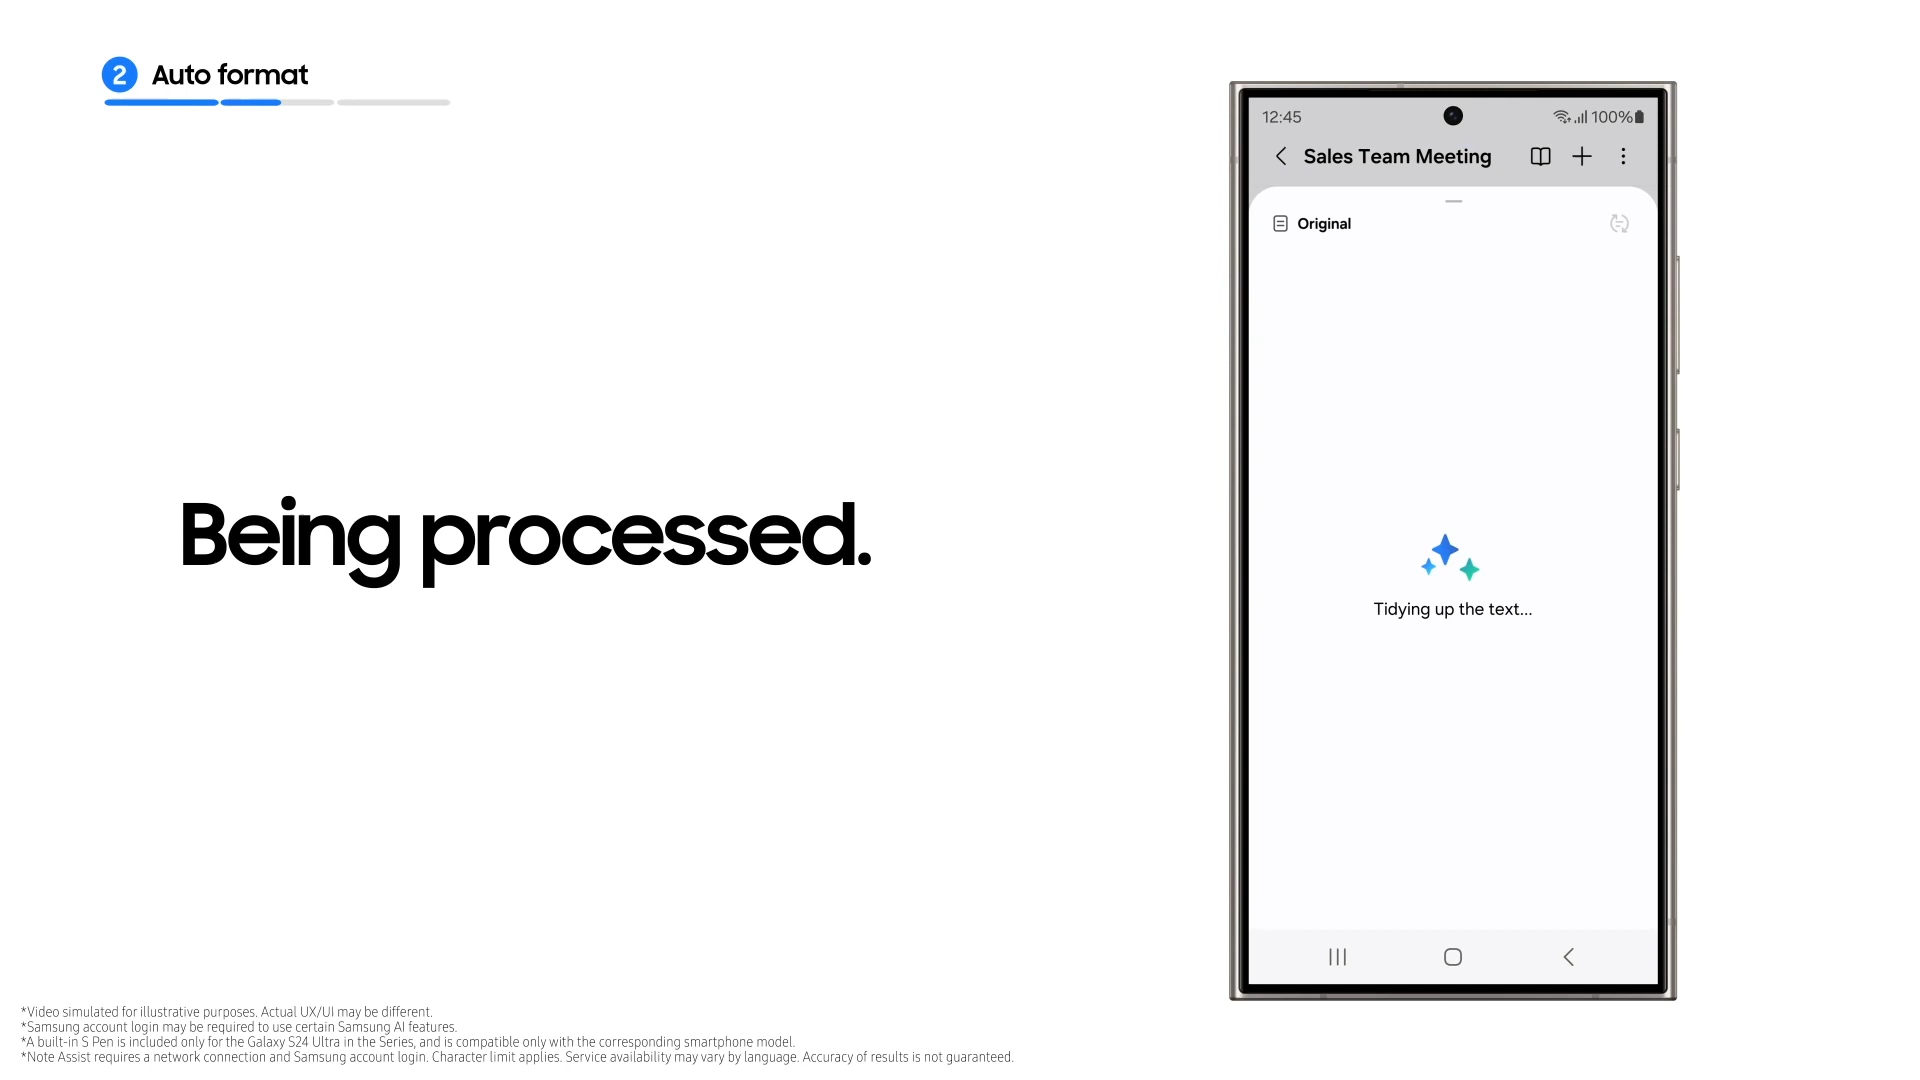 2 Auto format
Being processed.
12:45
100%
Sales Team Meeting
Original
Tidying up the text...
*Video simulated for illustrative purposes. Actual UX/UI may be different.
*Samsung account login may be required to use certain Samsung AI features.
*A built-in S Pen is included only for the Galaxy S24 Ultra in the Series, and is compatible only with the corresponding smartphone model.
*Note Assist requires a network connection and Samsung account login. Character limit applies. Service availability may vary by language. Accuracy of results is not guaranteed.